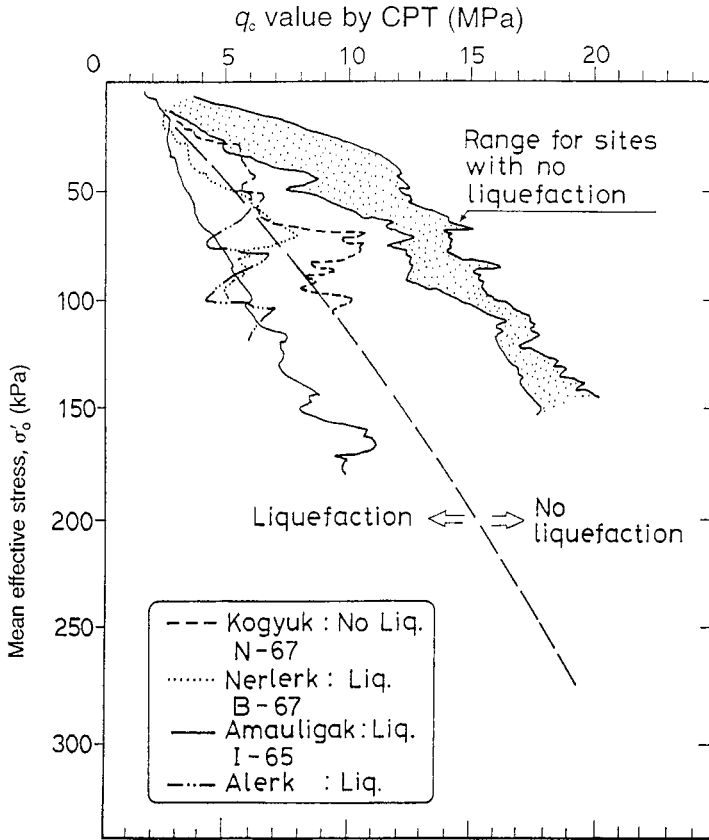 q_c value by CPT (MPa)
0 5 10 15 20
Range for sites
with no
liquefaction
50
100
150
200
250
300
Mean effective stress, σ′₀ (kPa)
Liquefaction
No
liquefaction
Kogyuk : No Liq.
N-67
Nerlerk : Liq.
B-67
Amauligak : Liq.
I-65
Alerk : Liq.